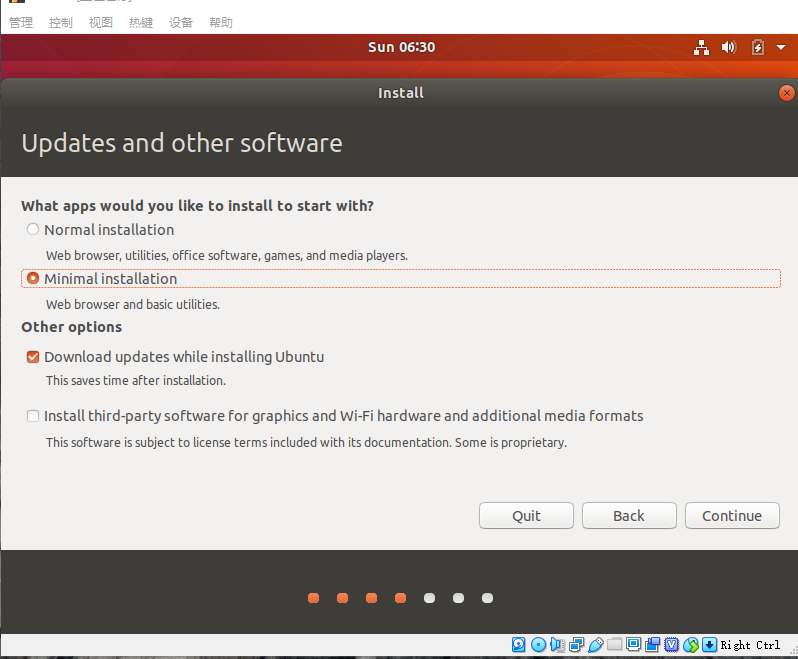 管理 控制 视图 热键 设备 帮助
Sun 06:30
Install
Updates and other software
What apps would you like to install to start with?
Normal installation
Web browser, utilities, office software, games, and media players.
Minimal installation
Web browser and basic utilities.
Other options
Download updates while installing Ubuntu
This saves time after installation.
Install third-party software for graphics and Wi-Fi hardware and additional media formats
This software is subject to license terms included with its documentation. Some is proprietary.
Quit Back Continue
Right Ctrl